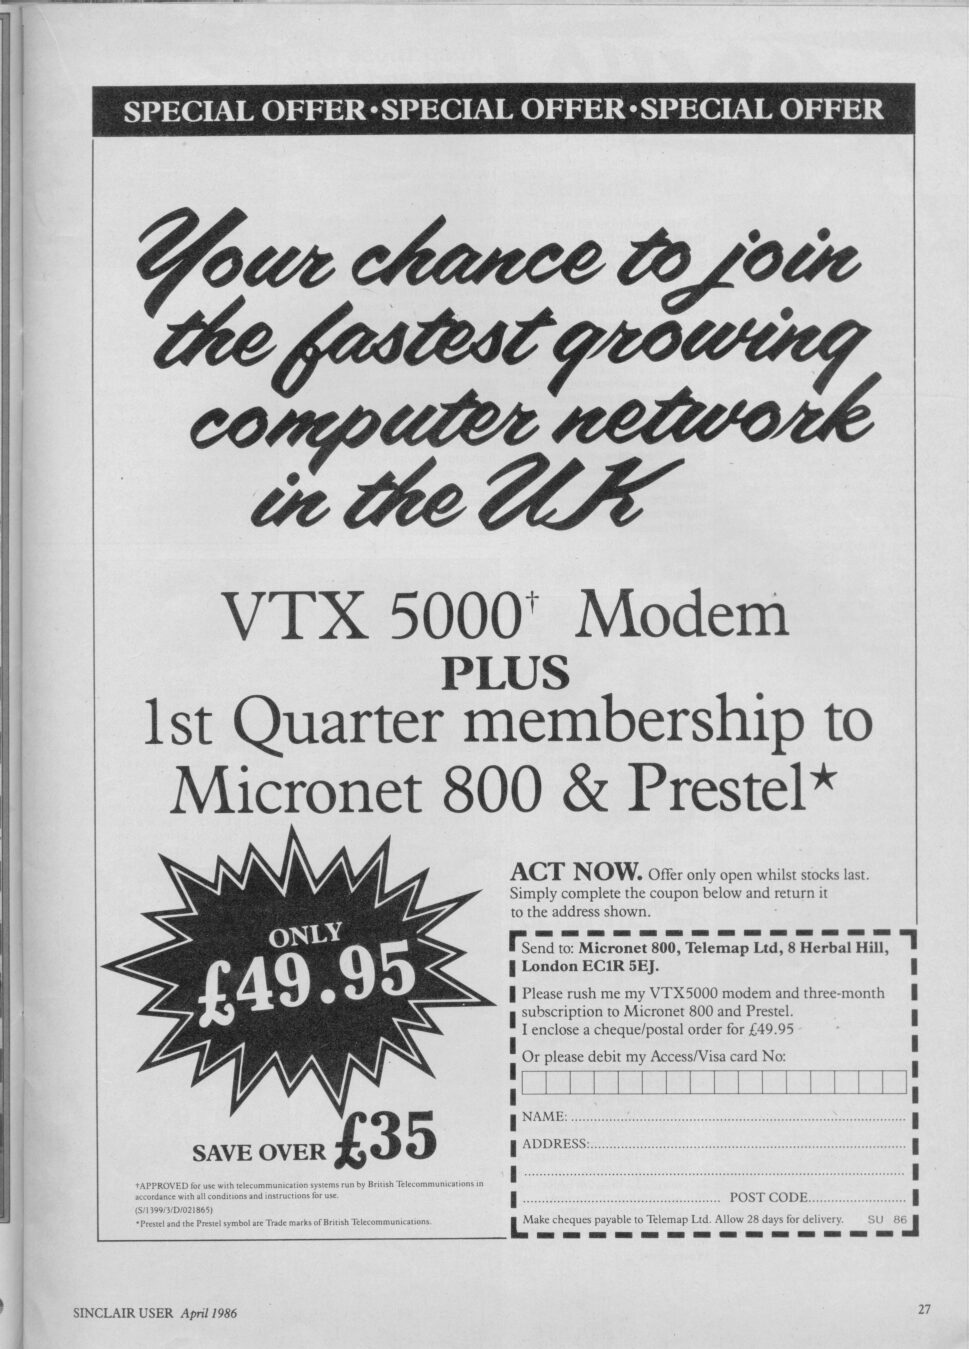 SPECIAL OFFER•SPECIAL OFFER•SPECIAL OFFER
Your chance to join
the fastest growing
computer network
in the UK
VTX 5000† Modem
PLUS
1st Quarter membership to
Micronet 800 & Prestel★
ONLY
£49.95
SAVE OVER £35
†APPROVED for use with telecommunication systems run by British Telecommunications in
accordance with all conditions and instructions for use.
(S/1399/3/D/021865)
*Prestel and the Prestel symbol are Trade marks of British Telecommunications.
ACT NOW. Offer only open whilst stocks last.
Simply complete the coupon below and return it
to the address shown.
Send to: Micronet 800, Telemap Ltd, 8 Herbal Hill,
London EC1R 5EJ.
Please rush me my VTX5000 modem and three-month
subscription to Micronet 800 and Prestel.
I enclose a cheque/postal order for £49.95
Or please debit my Access/Visa card No:
NAME:
ADDRESS:
POST CODE
Make cheques payable to Telemap Ltd. Allow 28 days for delivery. SU 86
SINCLAIR USER April 1986
27